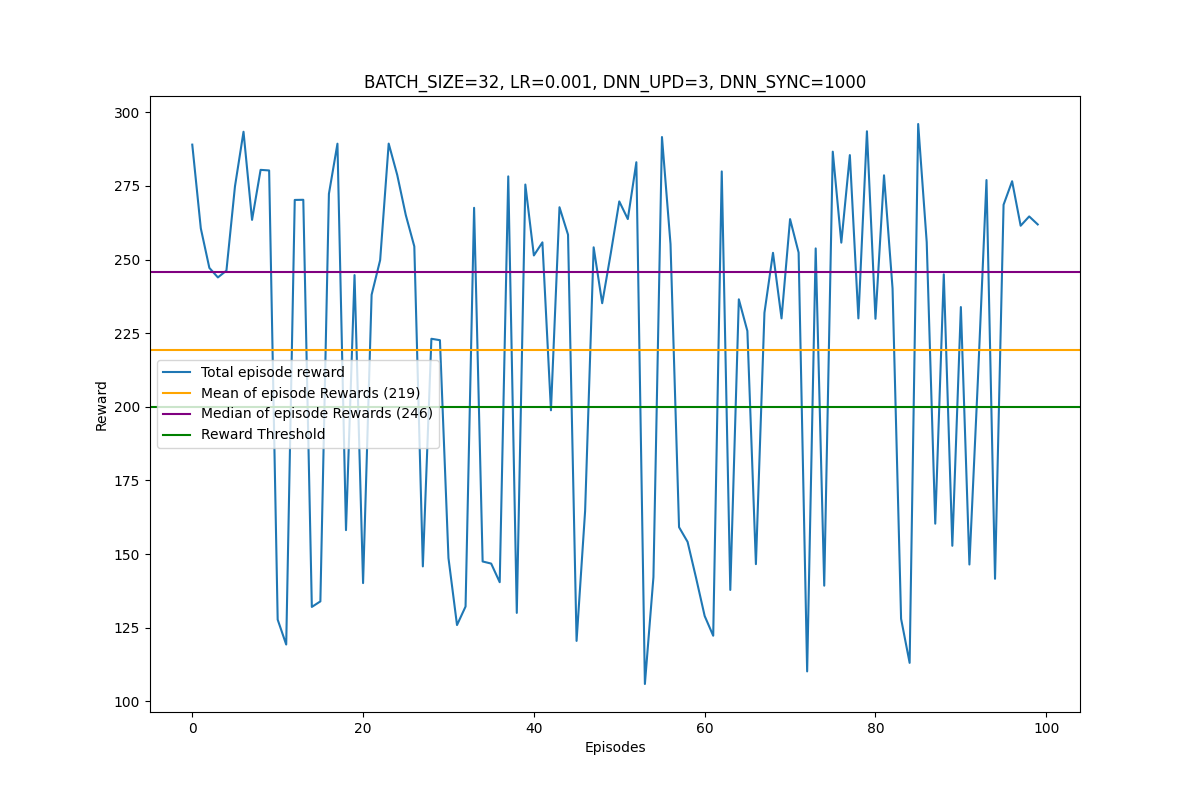 BATCH_SIZE=32, LR=0.001, DNN_UPD=3, DNN_SYNC=1000
300
275
250
225
200
175
150
125
100
Reward
Total episode reward
Mean of episode Rewards (219)
Median of episode Rewards (246)
Reward Threshold
0 20 40 60 80 100
Episodes